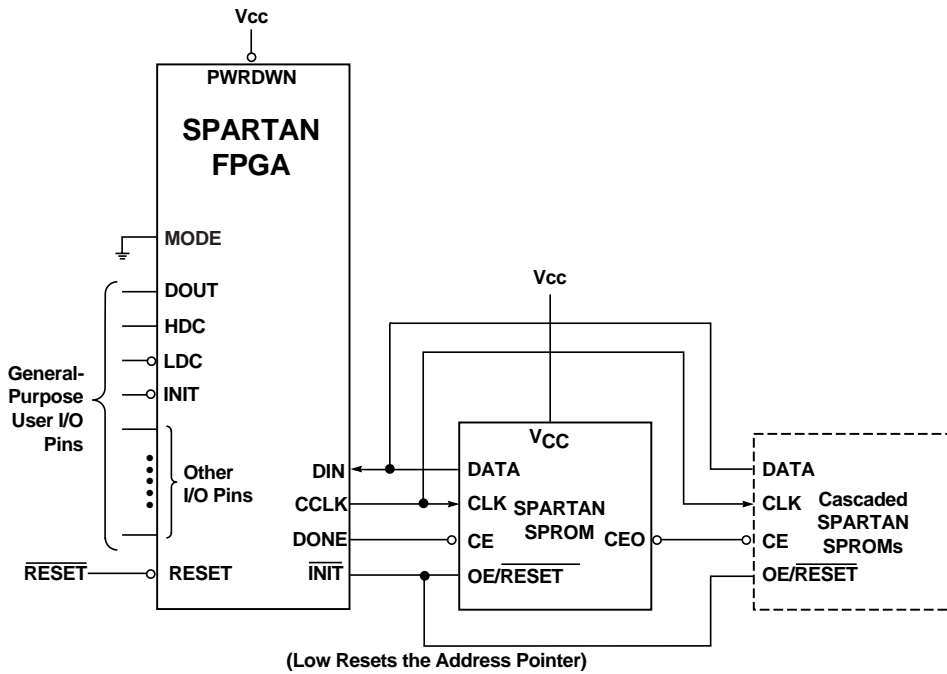 Vcc
PWRDWN
SPARTAN
FPGA
MODE
DOUT
HDC
LDC
INIT
General-
Purpose
User I/O
Pins
Other
I/O Pins
RESET
RESET
DIN
CCLK
DONE
INIT
Vcc
VCC
DATA
CLK
SPARTAN
SPROM
CE
CEO
OE/RESET
DATA
CLK
Cascaded
SPARTAN
SPROMs
CE
OE/RESET
(Low Resets the Address Pointer)